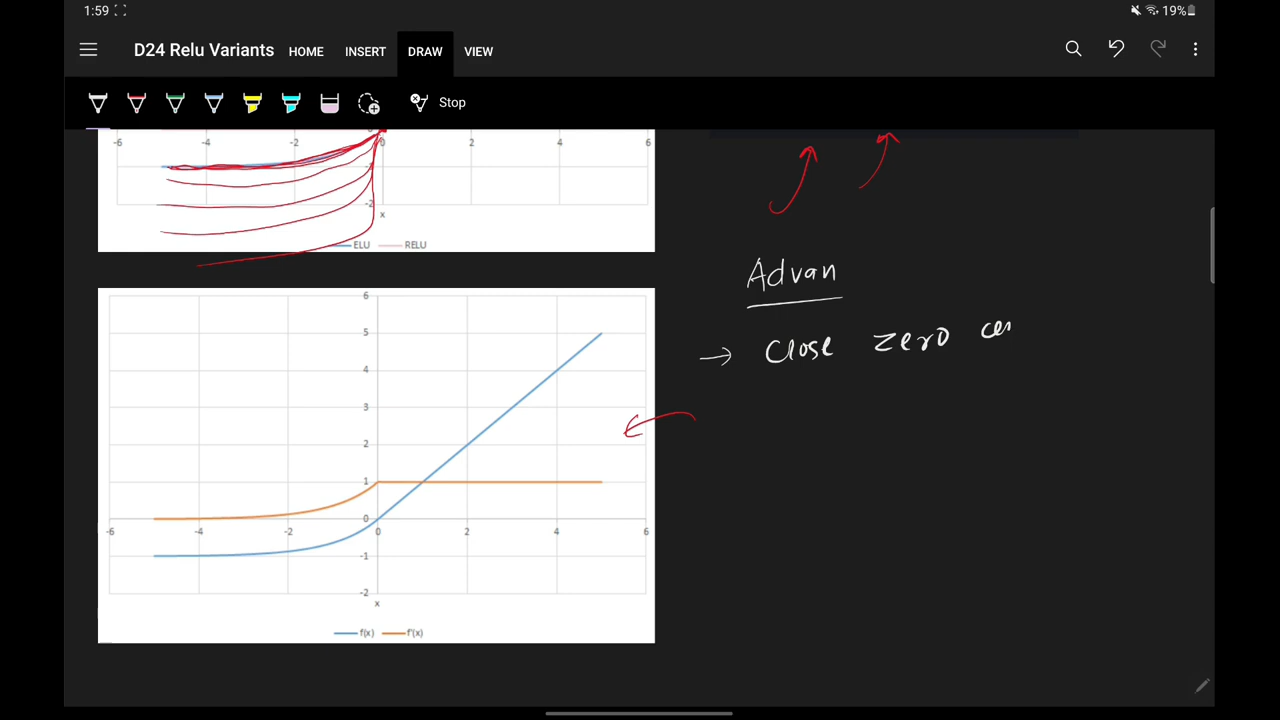 1:59 19%
D24 Relu Variants HOME INSERT DRAW VIEW
Stop
-6 -4 -2 0 2 4 6
-2
x
ELU RELU
Advan
→ Close zero cen
6
5
4
3
2
1
0
-6 -4 -2 0 2 4 6
-1
-2
x
f(x) f'(x)